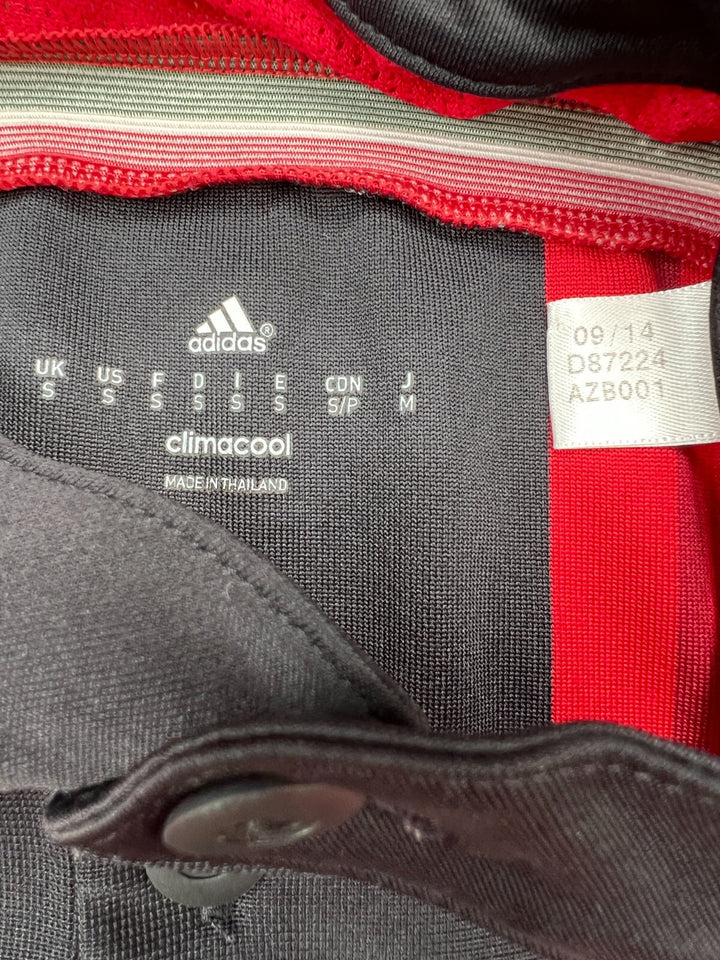 adidas®
UK US F D I E CDN J
S S S S S S S/P M
climacool
MADE IN THAILAND
09/14
D87224
AZB001